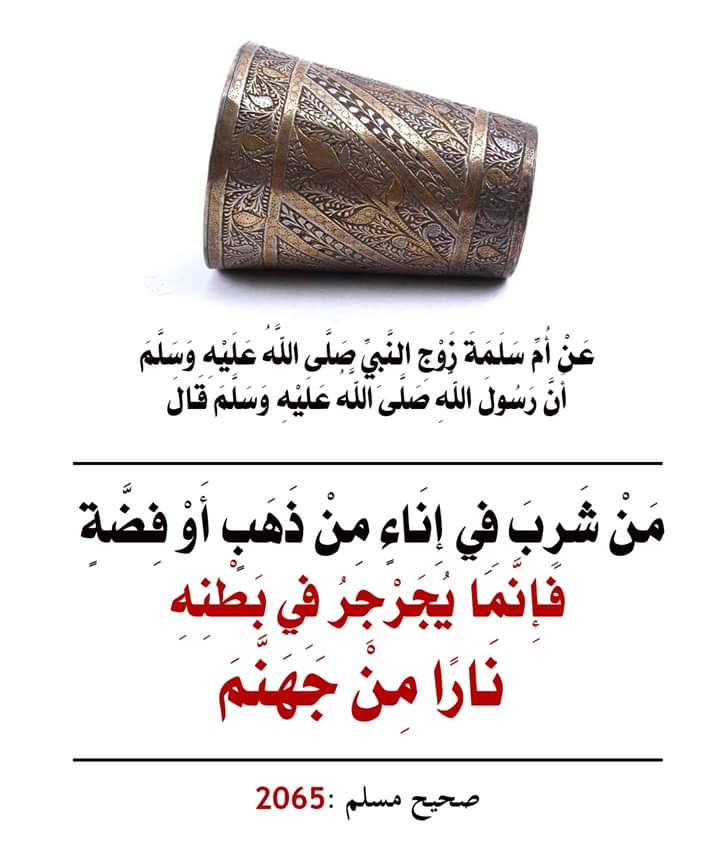 عَنْ أُمِّ سَلَمَةَ زَوْجِ النَّبِيِّ صَلَّى اللَّهُ عَلَيْهِ وَسَلَّمَ
أَنَّ رَسُولَ اللَّهِ صَلَّىَ اللَّهُ عَلَيْهِ وَسَلَّمَ قَالَ
مَنْ شَرِبَ فِي إِنَاءٍ مِنْ ذَهَبٍ أَوْ فِضَّةٍ
فَإِنَّمَا يُجَرْجِرُ فِي بَطْنِهِ
نَارًا مِنْ جَهَنَّمَ
صحيح مسلم :2065